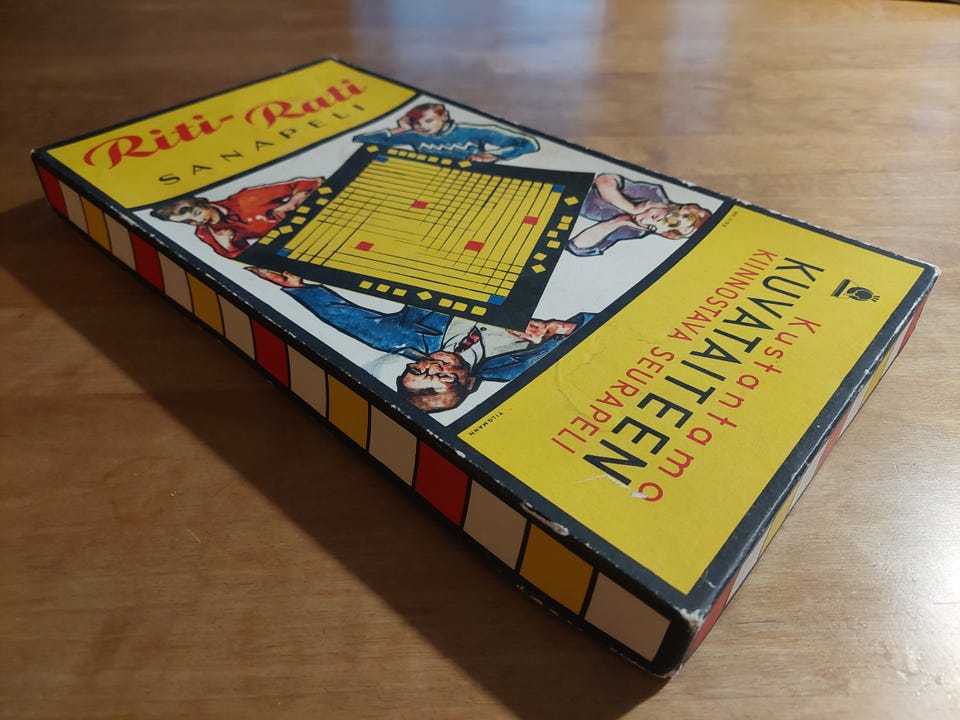 Riti-Rati
SANAPELI
Kustantamo
KUVATAITEEN
KIINNOSTAVA SEURAPELI